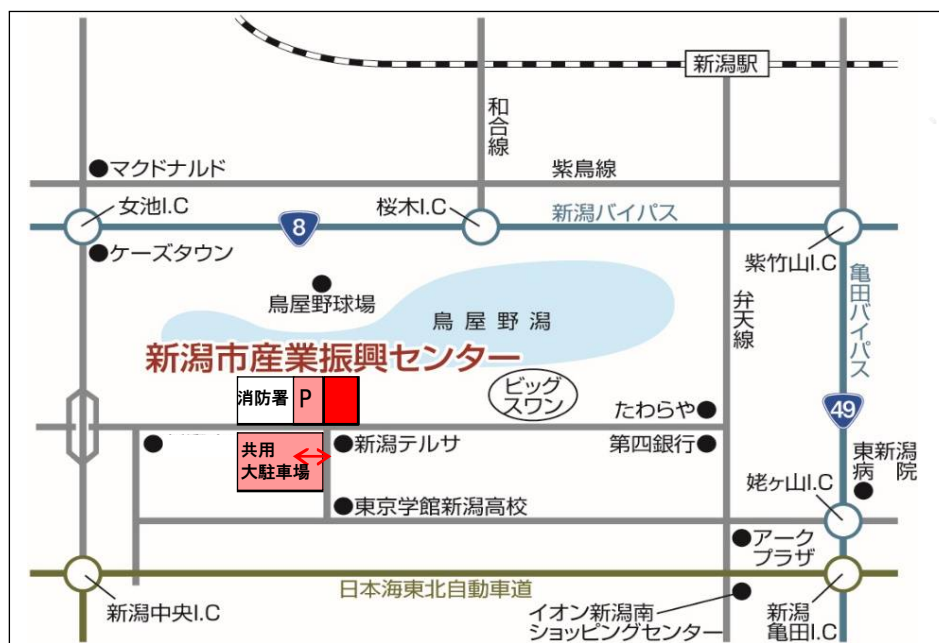 新潟駅
和合線
マクドナルド
紫鳥線
女池I.C
8
桜木I.C
新潟バイパス
ケーズタウン
紫竹山I.C
鳥屋野球場
鳥屋野潟
弁天線
亀田バイパス
新潟市産業振興センター
消防署
P
ビッグ
スワン
たわらや
49
共用
大駐車場
新潟テルサ
第四銀行
東新潟
病院
姥ヶ山I.C
東京学館新潟高校
アーク
プラザ
日本海東北自動車道
新潟中央I.C
イオン新潟南
ショッピングセンター
新潟
亀田I.C